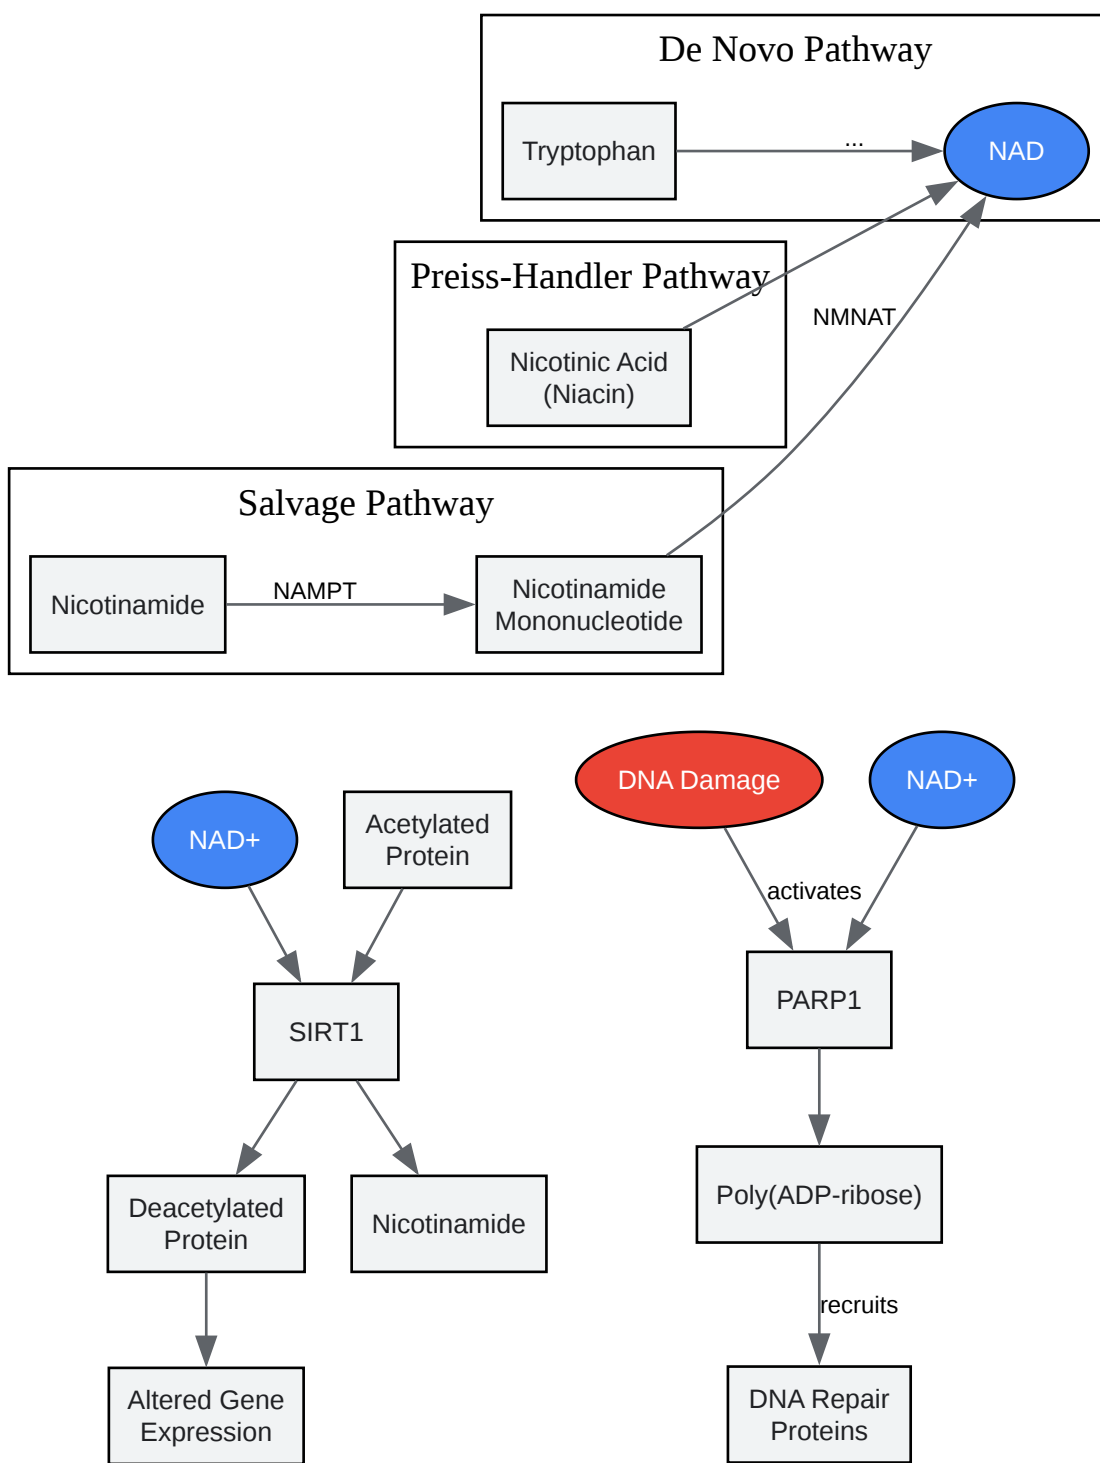 De Novo Pathway
Tryptophan
...
NAD
Preiss-Handler Pathway
Nicotinic Acid
(Niacin)
NMNAT
Salvage Pathway
Nicotinamide
NAMPT
Nicotinamide
Mononucleotide
NAD+
Acetylated
Protein
SIRT1
Deacetylated
Protein
Nicotinamide
Altered Gene
Expression
DNA Damage
NAD+
activates
PARP1
Poly(ADP-ribose)
recruits
DNA Repair
Proteins